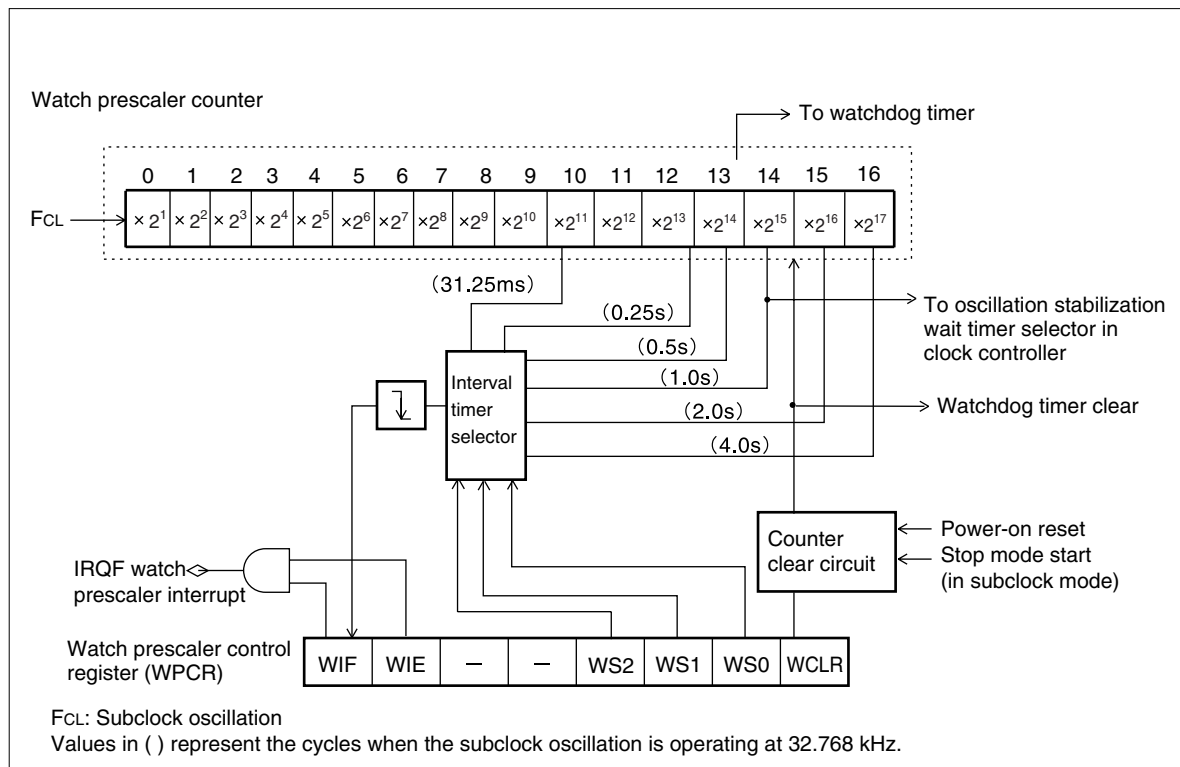 Watch prescaler counter
To watchdog timer
0 1 2 3 4 5 6 7 8 9 10 11 12 13 14 15 16
FCL
× 2¹ × 2² × 2³ × 2⁴ × 2⁵ ×2⁶ ×2⁷ ×2⁸ ×2⁹ ×2¹⁰ ×2¹¹ ×2¹² ×2¹³ ×2¹⁴ ×2¹⁵ ×2¹⁶ ×2¹⁷
(31.25ms)
(0.25s)
(0.5s)
(1.0s)
(2.0s)
(4.0s)
To oscillation stabilization
wait timer selector in
clock controller
Interval
timer
selector
Watchdog timer clear
Counter
clear circuit
Power-on reset
Stop mode start
(in subclock mode)
IRQF watch
prescaler interrupt
Watch prescaler control
register (WPCR)
WIF WIE – – WS2 WS1 WS0 WCLR
FCL: Subclock oscillation
Values in ( ) represent the cycles when the subclock oscillation is operating at 32.768 kHz.